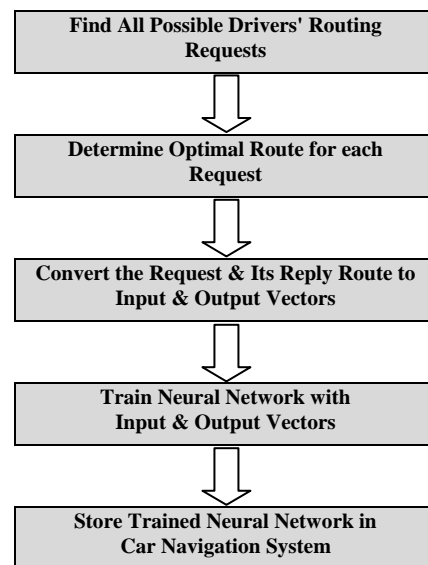 Find All Possible Drivers' Routing
Requests
Determine Optimal Route for each
Request
Convert the Request & Its Reply Route to
Input & Output Vectors
Train Neural Network with
Input & Output Vectors
Store Trained Neural Network in
Car Navigation System